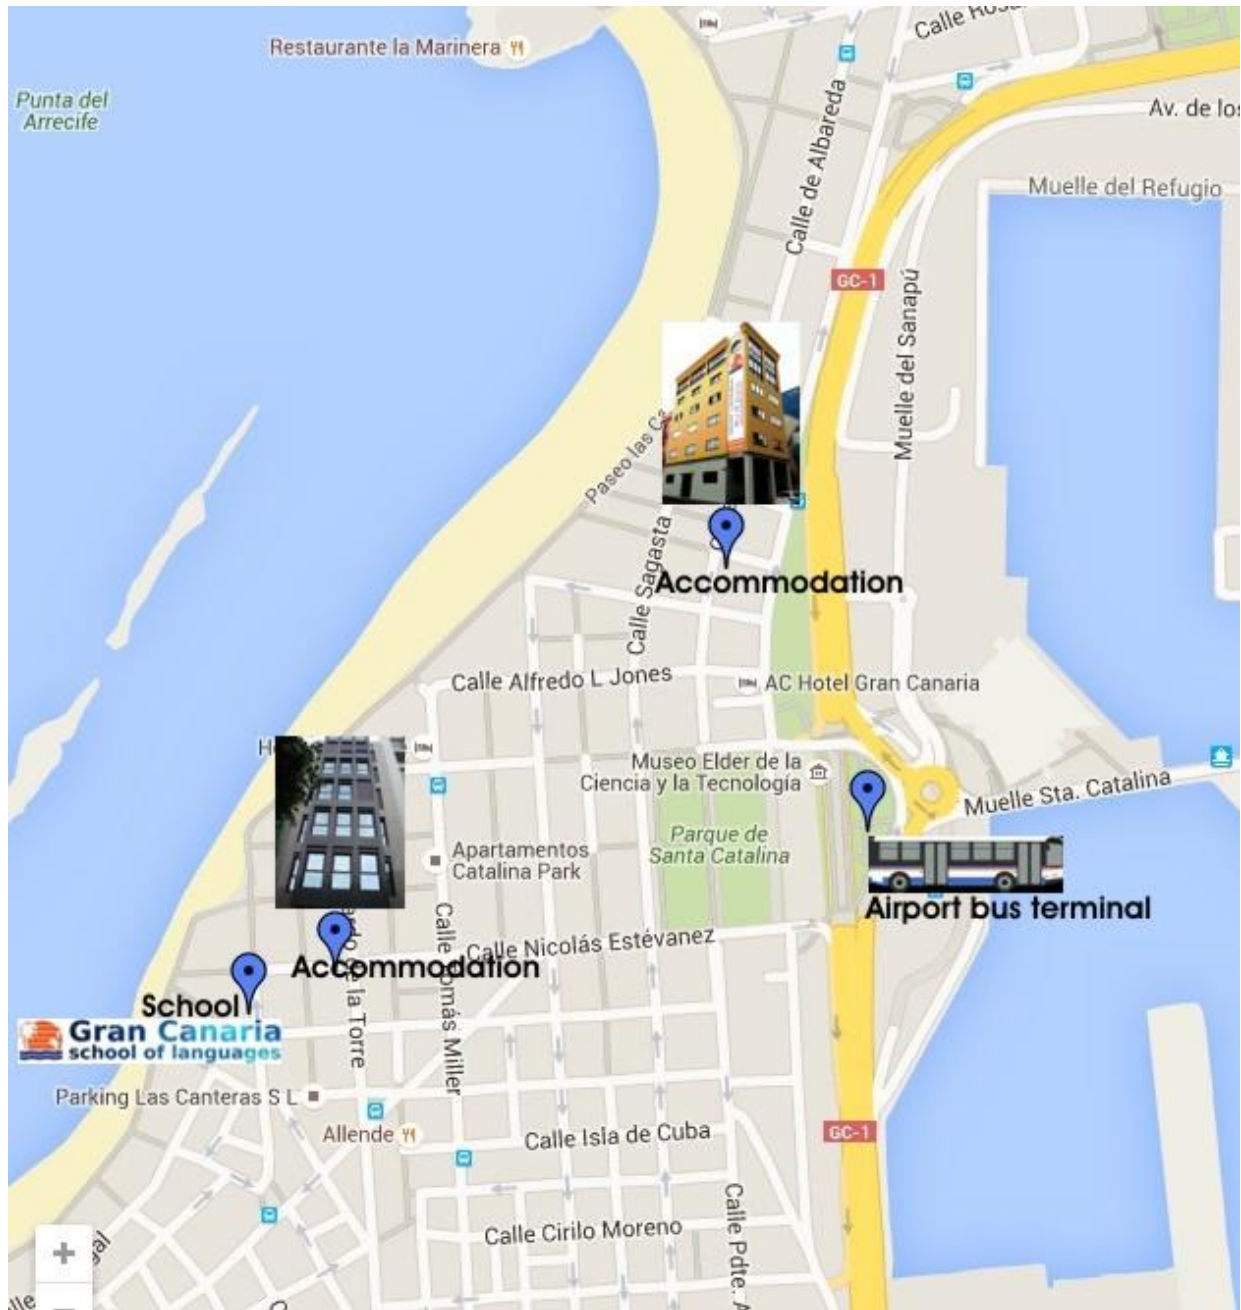 Calle Rosa
Restaurante la Marinera
Punta del
Arrecife
Av. de los
Calle de Albareda
Muelle del Refugio
GC-1
Muelle del Sanapú
Paseo las C
Calle Sagasta
Accommodation
Calle Alfredo L Jones
AC Hotel Gran Canaria
H
Museo Elder de la
Ciencia y la Tecnología
Muelle Sta. Catalina
Parque de
Santa Catalina
Apartamentos
Catalina Park
Airport bus terminal
Calle Nicolás Estévanez
Accommodation
ardo de la Torre
Calle Tomás Miller
School
Gran Canaria
school of languages
Parking Las Canteras S L
Allende
Calle Isla de Cuba
GC-1
Calle Cirilo Moreno
Calle Pdte. A
+